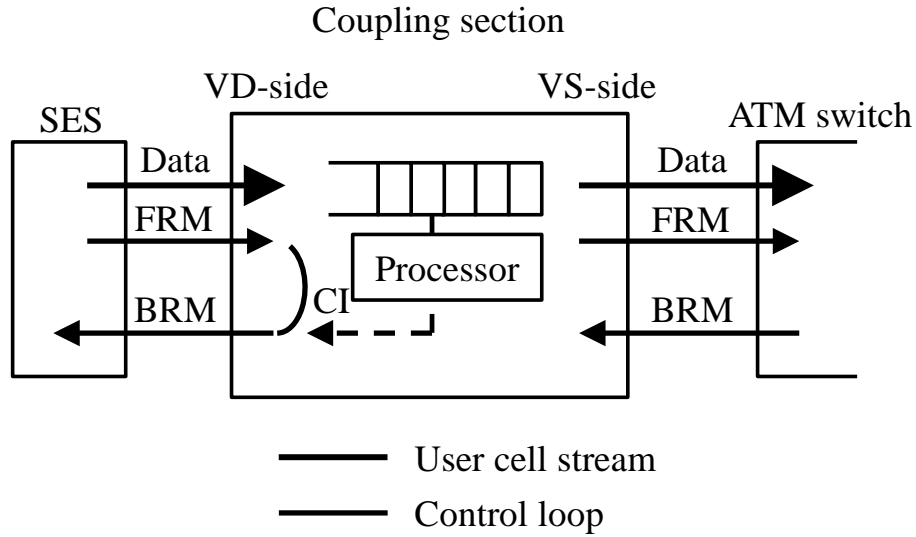 Coupling section
VD-side
VS-side
SES
ATM switch
Data
Data
FRM
FRM
Processor
BRM
CI
BRM
User cell stream
Control loop